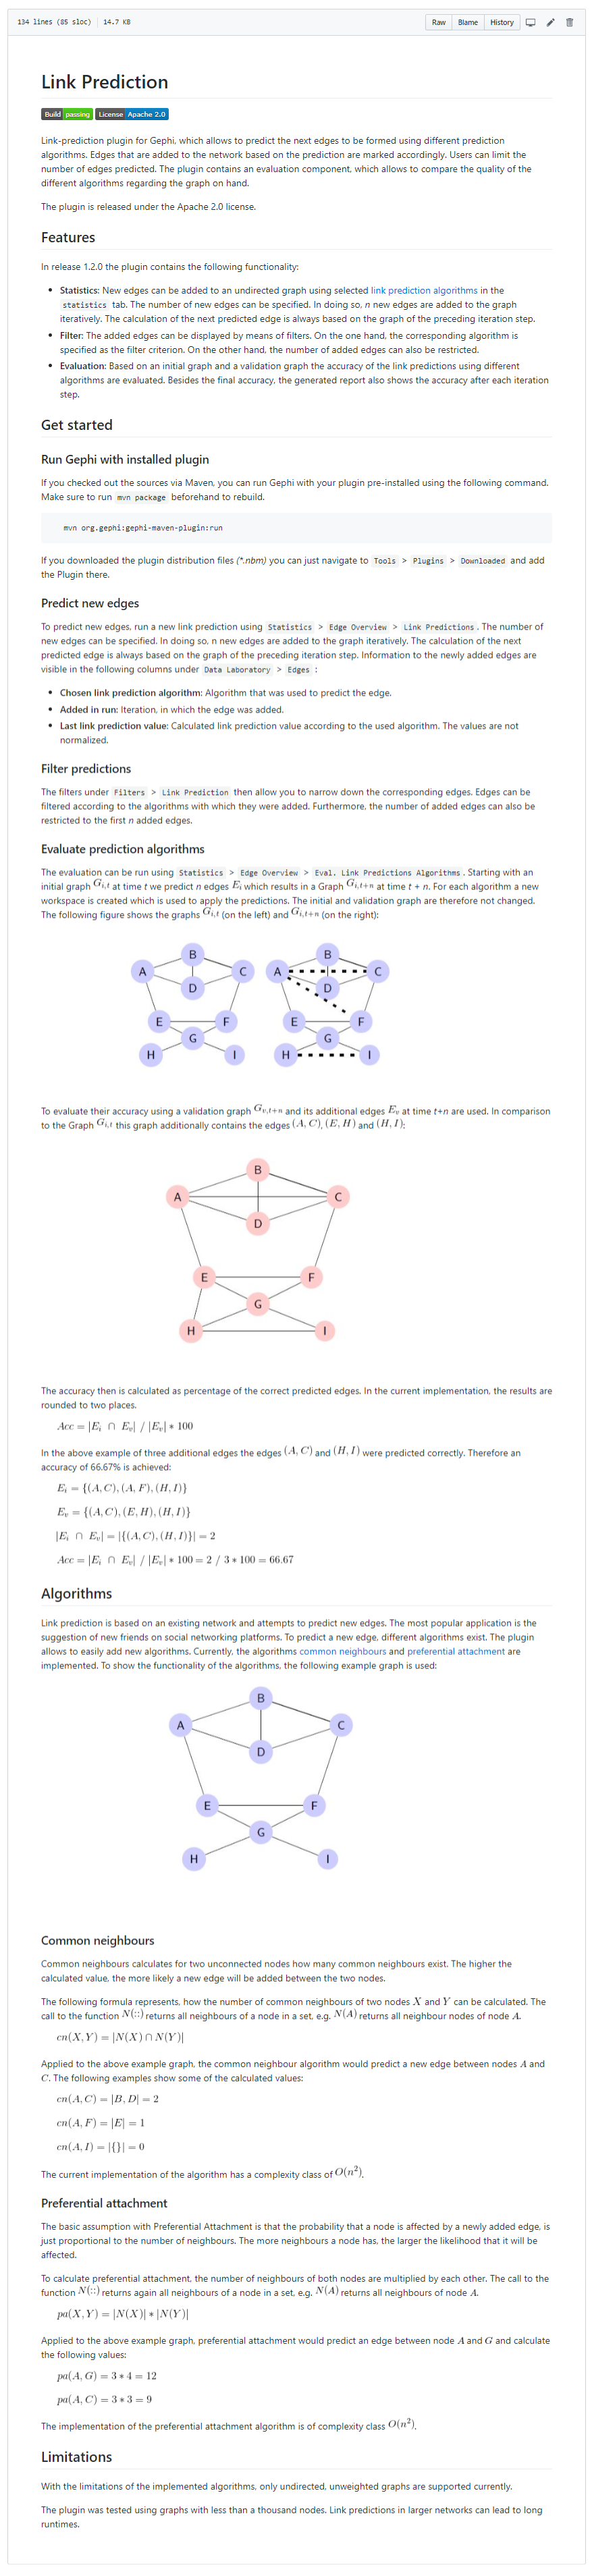 134 lines (85 sloc) 14.7 KB Raw Blame History
Link Prediction
Build passing License Apache 2.0
Link-prediction plugin for Gephi, which allows to predict the next edges to be formed using different prediction
algorithms. Edges that are added to the network based on the prediction are marked accordingly. Users can limit the
number of edges predicted. The plugin contains an evaluation component, which allows to compare the quality of the
different algorithms regarding the graph on hand.
The plugin is released under the Apache 2.0 license.
Features
In release 1.2.0 the plugin contains the following functionality:
• Statistics: New edges can be added to an undirected graph using selected link prediction algorithms in the
statistics tab. The number of new edges can be specified. In doing so, n new edges are added to the graph
iteratively. The calculation of the next predicted edge is always based on the graph of the preceding iteration step.
• Filter: The added edges can be displayed by means of filters. On the one hand, the corresponding algorithm is
specified as the filter criterion. On the other hand, the number of added edges can also be restricted.
• Evaluation: Based on an initial graph and a validation graph the accuracy of the link predictions using different
algorithms are evaluated. Besides the final accuracy, the generated report also shows the accuracy after each iteration
step.
Get started
Run Gephi with installed plugin
If you checked out the sources via Maven, you can run Gephi with your plugin pre-installed using the following command.
Make sure to run mvn package beforehand to rebuild.
mvn org.gephi:gephi-maven-plugin:run
If you downloaded the plugin distribution files (*.nbm) you can just navigate to Tools > Plugins > Downloaded and add
the Plugin there.
Predict new edges
To predict new edges, run a new link prediction using Statistics > Edge Overview > Link Predictions . The number of
new edges can be specified. In doing so, n new edges are added to the graph iteratively. The calculation of the next
predicted edge is always based on the graph of the preceding iteration step. Information to the newly added edges are
visible in the following columns under Data Laboratory > Edges :
• Chosen link prediction algorithm: Algorithm that was used to predict the edge.
• Added in run: Iteration, in which the edge was added.
• Last link prediction value: Calculated link prediction value according to the used algorithm. The values are not
normalized.
Filter predictions
The filters under Filters > Link Prediction then allow you to narrow down the corresponding edges. Edges can be
filtered according to the algorithms with which they were added. Furthermore, the number of added edges can also be
restricted to the first n added edges.
Evaluate prediction algorithms
The evaluation can be run using Statistics > Edge Overview > Eval. Link Predictions Algorithms . Starting with an
initial graph G_{i,t} at time t we predict n edges E_i which results in a Graph G_{i,t+n} at time t + n. For each algorithm a new
workspace is created which is used to apply the predictions. The initial and validation graph are therefore not changed.
The following figure shows the graphs G_{i,t} (on the left) and G_{i,t+n} (on the right):
B B
A C A C
D D
E F E F
G G
H I H I
To evaluate their accuracy using a validation graph G_{v,t+n} and its additional edges E_v at time t+n are used. In comparison
to the Graph G_{i,t} this graph additionally contains the edges (A, C), (E, H) and (H, I):
B
A C
D
E F
G
H I
The accuracy then is calculated as percentage of the correct predicted edges. In the current implementation, the results are
rounded to two places.
Acc = |E_i ∩ E_v| / |E_v| * 100
In the above example of three additional edges the edges (A, C) and (H, I) were predicted correctly. Therefore an
accuracy of 66.67% is achieved:
E_i = {(A, C), (A, F), (H, I)}
E_v = {(A, C), (E, H), (H, I)}
|E_i ∩ E_v| = |{(A, C), (H, I)}| = 2
Acc = |E_i ∩ E_v| / |E_v| * 100 = 2 / 3 * 100 = 66.67
Algorithms
Link prediction is based on an existing network and attempts to predict new edges. The most popular application is the
suggestion of new friends on social networking platforms. To predict a new edge, different algorithms exist. The plugin
allows to easily add new algorithms. Currently, the algorithms common neighbours and preferential attachment are
implemented. To show the functionality of the algorithms, the following example graph is used:
B
A C
D
E F
G
H I
Common neighbours
Common neighbours calculates for two unconnected nodes how many common neighbours exist. The higher the
calculated value, the more likely a new edge will be added between the two nodes.
The following formula represents, how the number of common neighbours of two nodes X and Y can be calculated. The
call to the function N(::) returns all neighbours of a node in a set, e.g. N(A) returns all neighbour nodes of node A.
cn(X, Y) = |N(X) ∩ N(Y)|
Applied to the above example graph, the common neighbour algorithm would predict a new edge between nodes A and
C. The following examples show some of the calculated values:
cn(A, C) = |B, D| = 2
cn(A, F) = |E| = 1
cn(A, I) = |{}| = 0
The current implementation of the algorithm has a complexity class of O(n²).
Preferential attachment
The basic assumption with Preferential Attachment is that the probability that a node is affected by a newly added edge, is
just proportional to the number of neighbours. The more neighbours a node has, the larger the likelihood that it will be
affected.
To calculate preferential attachment, the number of neighbours of both nodes are multiplied by each other. The call to the
function N(::) returns again all neighbours of a node in a set, e.g. N(A) returns all neighbours of node A.
pa(X, Y) = |N(X)| * |N(Y)|
Applied to the above example graph, preferential attachment would predict an edge between node A and G and calculate
the following values:
pa(A, G) = 3 * 4 = 12
pa(A, C) = 3 * 3 = 9
The implementation of the preferential attachment algorithm is of complexity class O(n²).
Limitations
With the limitations of the implemented algorithms, only undirected, unweighted graphs are supported currently.
The plugin was tested using graphs with less than a thousand nodes. Link predictions in larger networks can lead to long
runtimes.